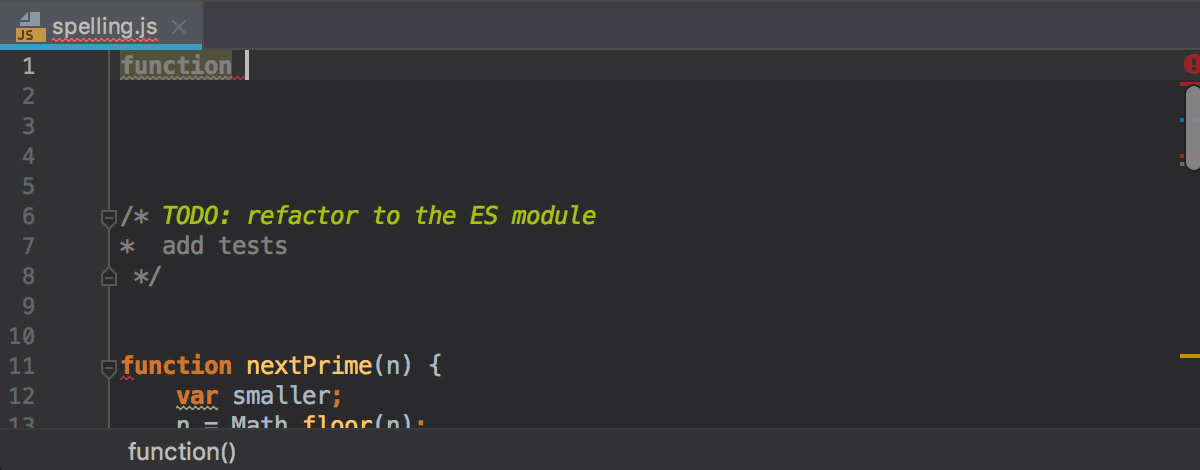 JS spelling.js
1 function
2
3
4
5
6 /* TODO: refactor to the ES module
7 * add tests
8 */
9
10
11 function nextPrime(n) {
12 var smaller;
13 n = Math.floor(n);
function()